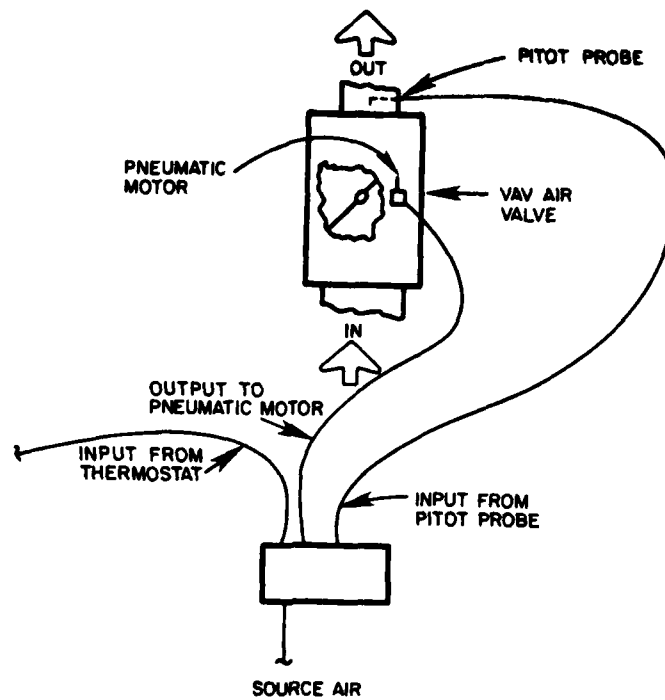 OUT
PITOT PROBE
PNEUMATIC
MOTOR
VAV AIR
VALVE
IN
OUTPUT TO
PNEUMATIC MOTOR
INPUT FROM
THERMOSTAT
INPUT FROM
PITOT PROBE
SOURCE AIR